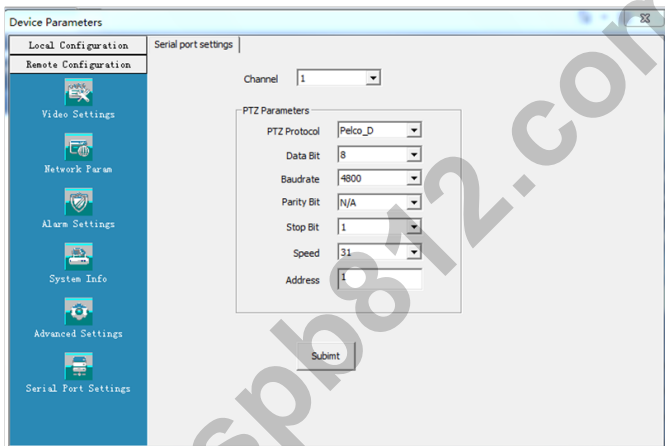 Device Parameters
Local Configuration
Remote Configuration
Video Settings
Network Param
Alarm Settings
System Info
Advanced Settings
Serial Port Settings
Serial port settings
Channel 1
PTZ Parameters
PTZ Protocol Pelco_D
Data Bit 8
Baudrate 4800
Parity Bit N/A
Stop Bit 1
Speed 31
Address 1
Subimt
spb812.com